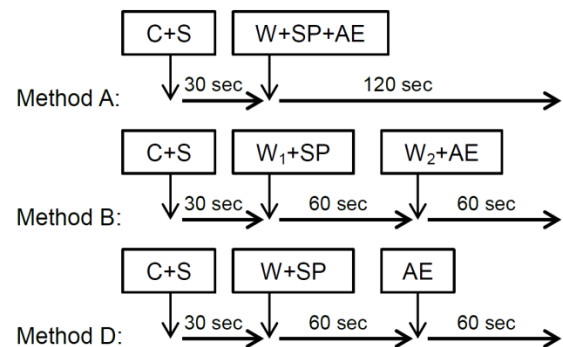 C+S W+SP+AE
30 sec 120 sec
Method A:
C+S W₁+SP W₂+AE
30 sec 60 sec 60 sec
Method B:
C+S W+SP AE
30 sec 60 sec 60 sec
Method D: